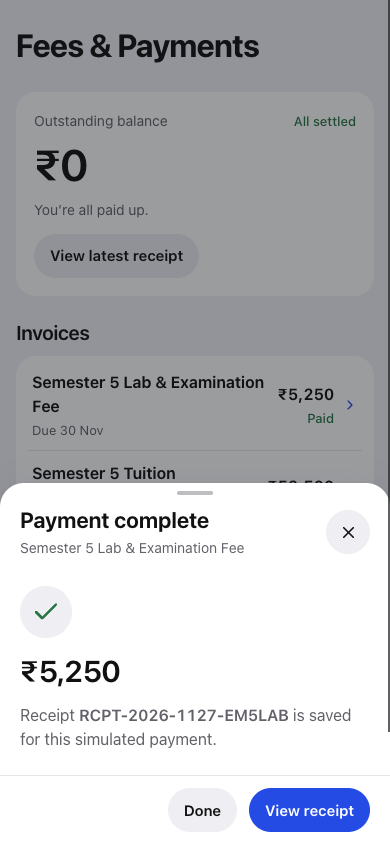 Fees & Payments
Outstanding balance
All settled
₹0
You're all paid up.
View latest receipt
Invoices
Semester 5 Lab & Examination
Fee
₹5,250
Paid
Due 30 Nov
Semester 5 Tuition
Payment complete
Semester 5 Lab & Examination Fee
₹5,250
Receipt RCPT-2026-1127-EM5LAB is saved
for this simulated payment.
Done
View receipt